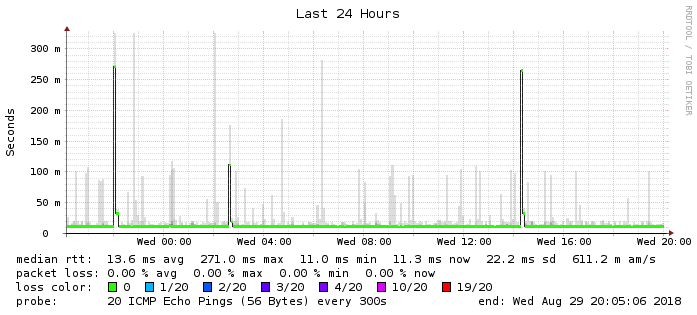 Last 24 Hours
RRDTOOL / TOBI OETIKER
Seconds
300 m
250 m
200 m
150 m
100 m
50 m
0
Wed 00:00 Wed 04:00 Wed 08:00 Wed 12:00 Wed 16:00 Wed 20:00
median rtt: 13.6 ms avg 271.0 ms max 11.0 ms min 11.3 ms now 22.2 ms sd 611.2 m am/s
packet loss: 0.00 % avg 0.00 % max 0.00 % min 0.00 % now
loss color: 0 1/20 2/20 3/20 4/20 10/20 19/20
probe: 20 ICMP Echo Pings (56 Bytes) every 300s end: Wed Aug 29 20:05:06 2018